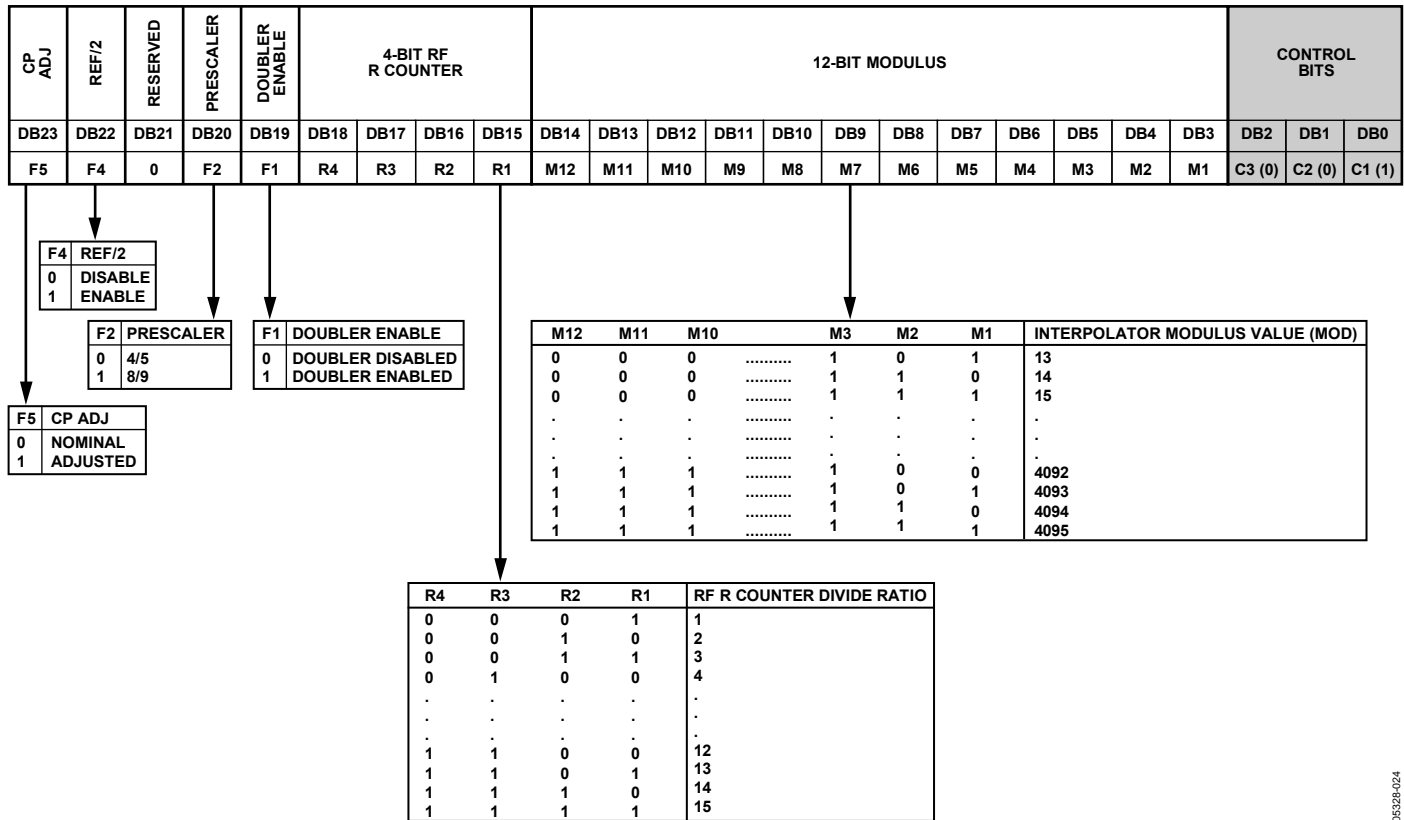 CP ADJ REF/2 RESERVED PRESCALER DOUBLER ENABLE 4-BIT RF R COUNTER 12-BIT MODULUS CONTROL BITS
DB23 DB22 DB21 DB20 DB19 DB18 DB17 DB16 DB15 DB14 DB13 DB12 DB11 DB10 DB9 DB8 DB7 DB6 DB5 DB4 DB3 DB2 DB1 DB0
F5 F4 0 F2 F1 R4 R3 R2 R1 M12 M11 M10 M9 M8 M7 M6 M5 M4 M3 M2 M1 C3 (0) C2 (0) C1 (1)
F4 REF/2
0 DISABLE
1 ENABLE
F2 PRESCALER
0 4/5
1 8/9
F1 DOUBLER ENABLE
0 DOUBLER DISABLED
1 DOUBLER ENABLED
F5 CP ADJ
0 NOMINAL
1 ADJUSTED
M12 M11 M10 M3 M2 M1 INTERPOLATOR MODULUS VALUE (MOD)
0 0 0 .......... 1 0 1 13
0 0 0 .......... 1 1 0 14
0 0 0 .......... 1 1 1 15
. . . .......... . . . .
. . . .......... . . . .
. . . .......... . . . .
1 1 1 .......... 1 0 0 4092
1 1 1 .......... 1 0 1 4093
1 1 1 .......... 1 1 0 4094
1 1 1 .......... 1 1 1 4095
R4 R3 R2 R1 RF R COUNTER DIVIDE RATIO
0 0 0 1 1
0 0 1 0 2
0 0 1 1 3
0 1 0 0 4
. . . . .
. . . . .
. . . . .
1 1 0 0 12
1 1 0 1 13
1 1 1 0 14
1 1 1 1 15
05328-024